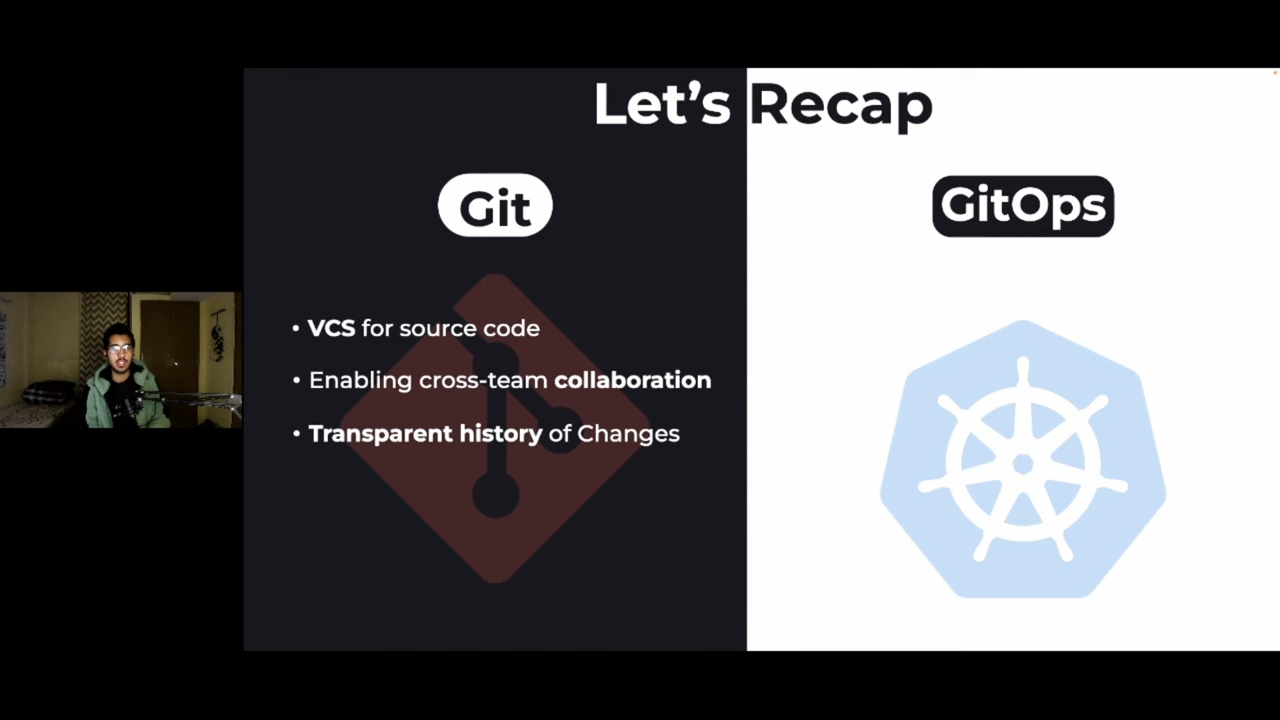 Let’s Recap
Git
• VCS for source code
• Enabling cross-team collaboration
• Transparent history of Changes
GitOps